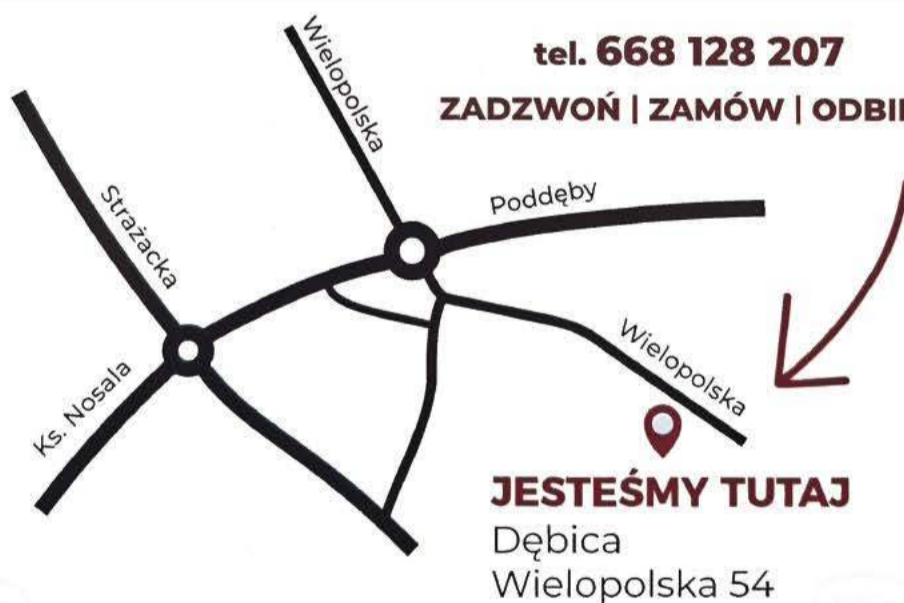 tel. 668 128 207
ZADZWOŃ | ZAMÓW |
Wielopolska
Strażacka
Poddęby
Ks. Nosala
Wielopolska
JESTEŚMY TUTAJ
Dębica
Wielopolska 54